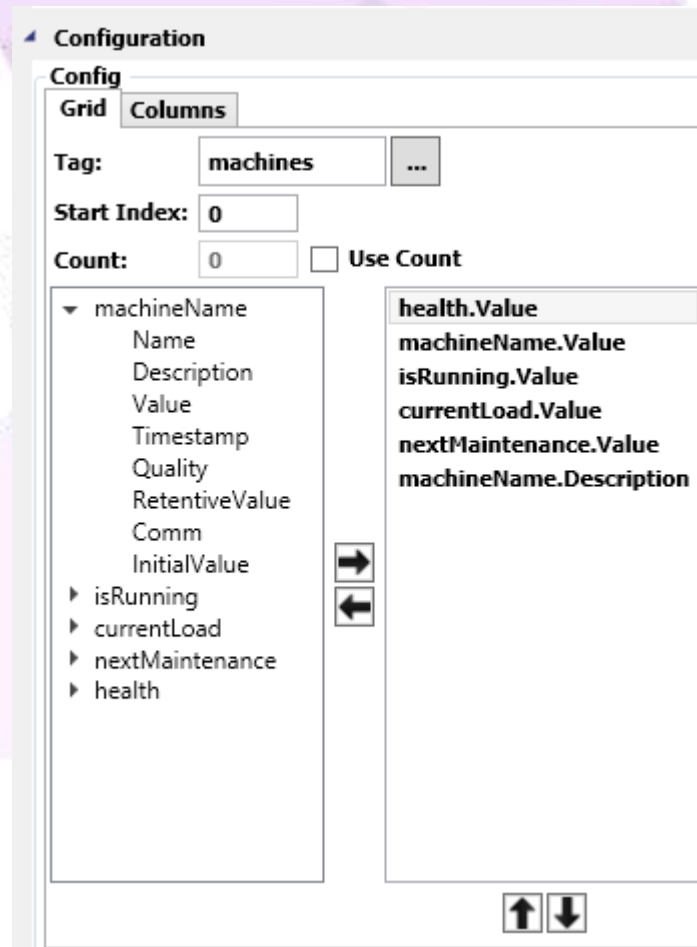 Configuration
Config
Grid Columns
Tag: machines ...
Start Index: 0
Count: 0 Use Count
machineName
Name
Description
Value
Timestamp
Quality
RetentiveValue
Comm
InitialValue
isRunning
currentLoad
nextMaintenance
health
health.Value
machineName.Value
isRunning.Value
currentLoad.Value
nextMaintenance.Value
machineName.Description